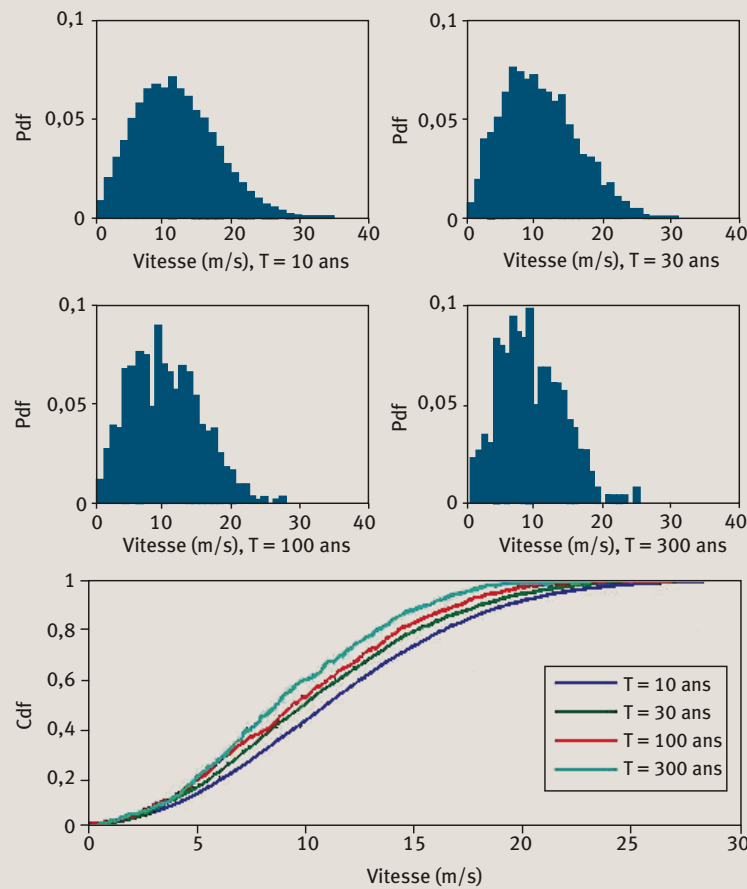 0,1
0,05
0
Pdf
0 10 20 30 40
Vitesse (m/s), T = 10 ans
0,1
0,05
0
Pdf
0 10 20 30 40
Vitesse (m/s), T = 30 ans
0,1
0,05
0
Pdf
0 10 20 30 40
Vitesse (m/s), T = 100 ans
0,1
0,05
0
Pdf
0 10 20 30 40
Vitesse (m/s), T = 300 ans
1
0,8
0,6
0,4
0,2
0
Cdf
0 5 10 15 20 25 30
Vitesse (m/s)
T = 10 ans
T = 30 ans
T = 100 ans
T = 300 ans